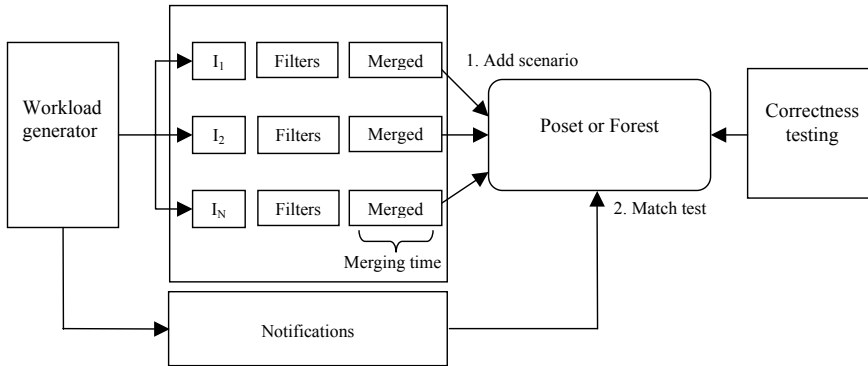 I1 Filters Merged
1. Add scenario
Workload
generator
I2 Filters Merged
Poset or Forest
Correctness
testing
IN Filters Merged
2. Match test
Merging time
Notifications